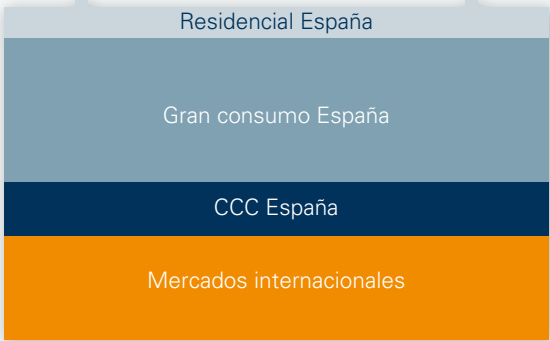 Residencial España
Gran consumo España
CCC España
Mercados internacionales